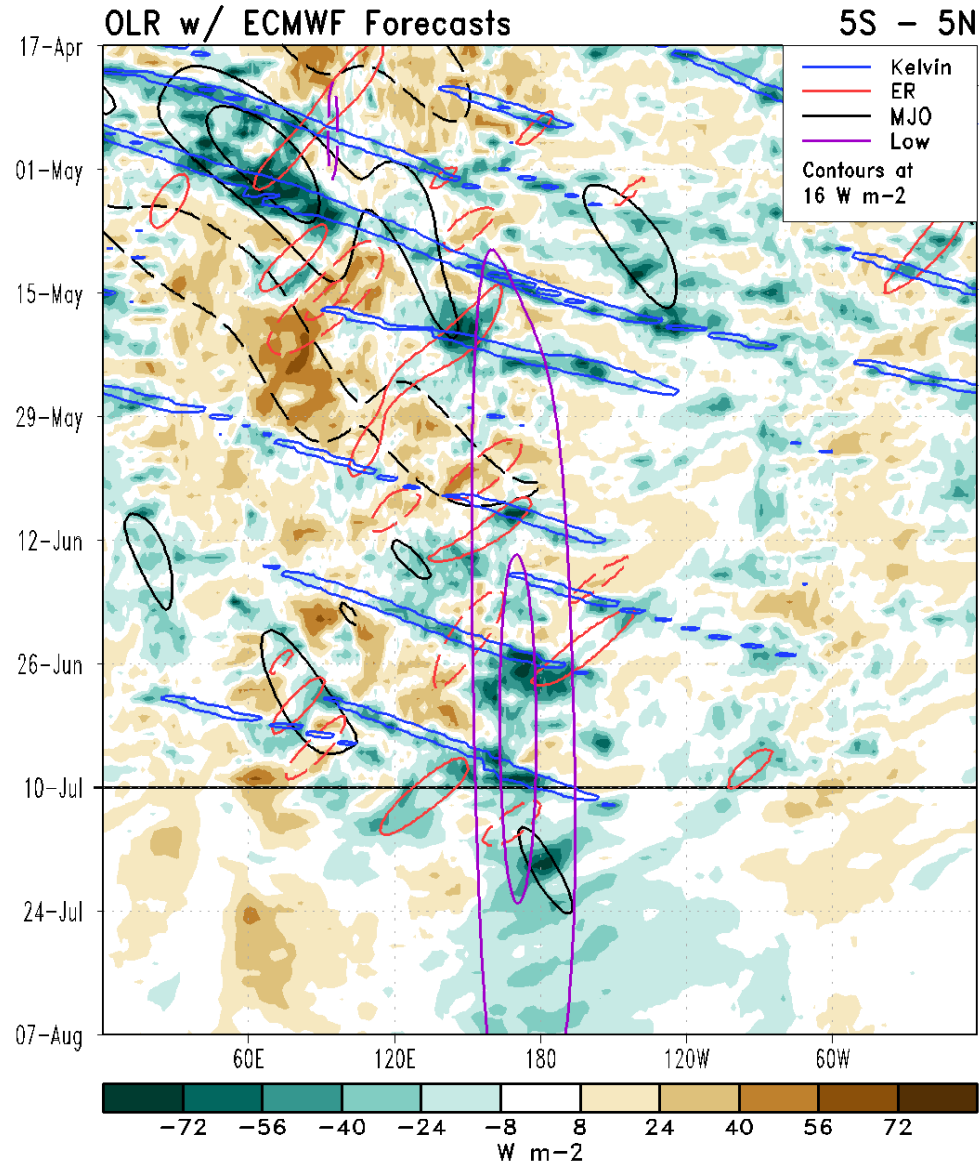 OLR w/ ECMWF Forecasts 5S - 5N
17-Apr
Kelvin
ER
MJO
Low
Contours at
16 W m-2
01-May
15-May
29-May
12-Jun
26-Jun
10-Jul
24-Jul
07-Aug
60E 120E 180 120W 60W
-72 -56 -40 -24 -8 8 24 40 56 72
W m-2